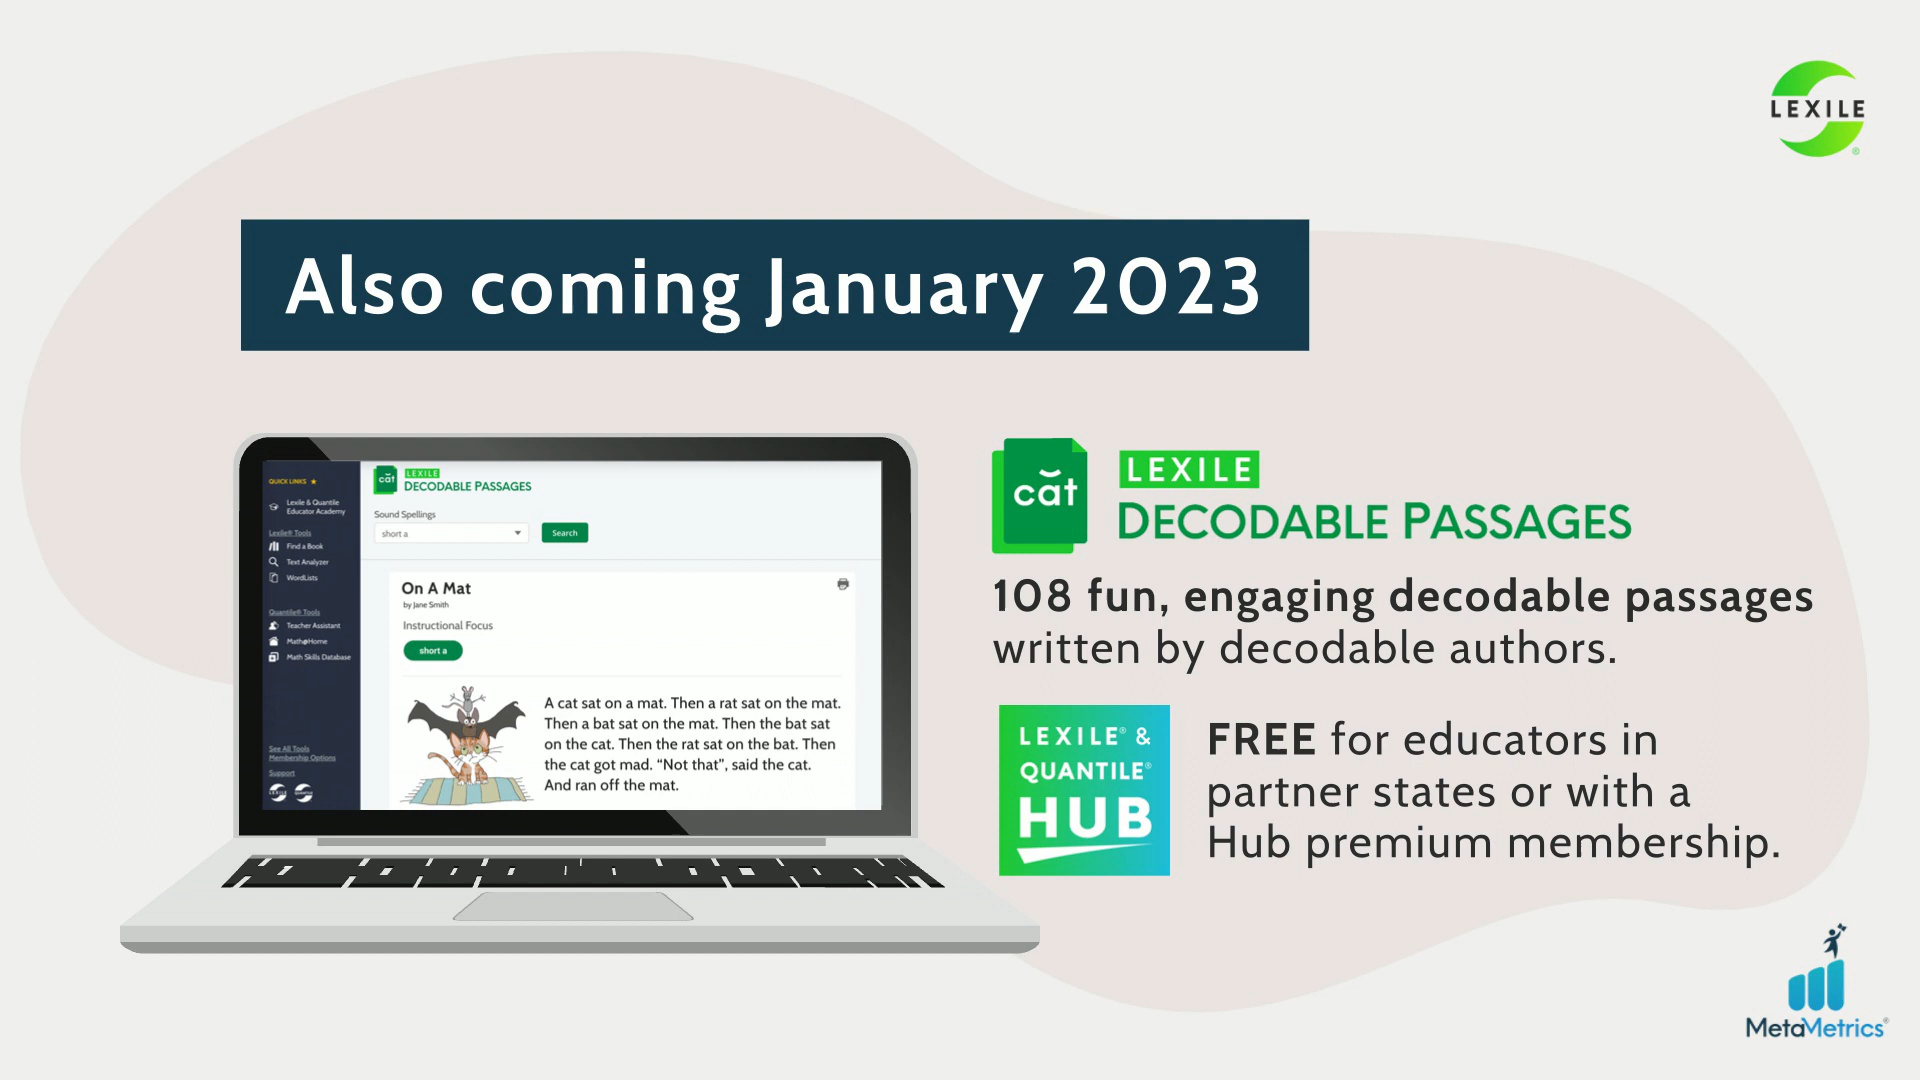 LEXILE
Also coming January 2023
QUICK LINKS
Lexile & Quantile
Educator Academy
Lexile® Tools
Find a Book
Text Analyzer
WordLists
Quantile® Tools
Teacher Assistant
Math@Home
Math Skills Database
See All Tools
Membership Options
Support
LEXILE
QUANTILE
căt
LEXILE
DECODABLE PASSAGES
Sound Spellings
short a
Search
On A Mat
by Jane Smith
Instructional Focus
short a
A cat sat on a mat. Then a rat sat on the mat.
Then a bat sat on the mat. Then the bat sat
on the cat. Then the rat sat on the bat. Then
the cat got mad. “Not that”, said the cat.
And ran off the mat.
căt
LEXILE
DECODABLE PASSAGES
108 fun, engaging decodable passages
written by decodable authors.
LEXILE® &
QUANTILE®
HUB
FREE for educators in
partner states or with a
Hub premium membership.
MetaMetrics®